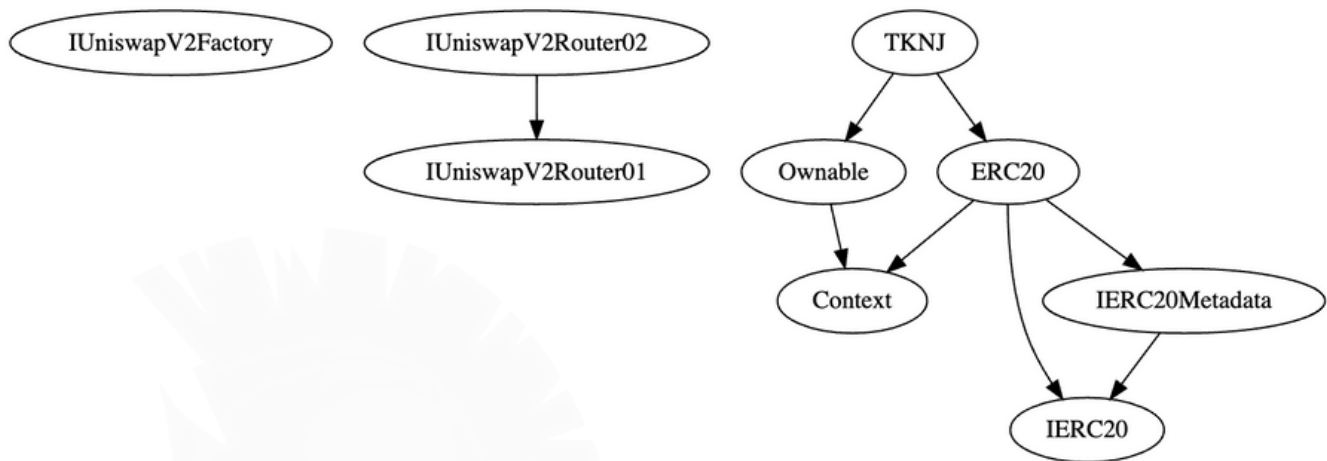 IUniswapV2Factory
IUniswapV2Router02
TKNJ
IUniswapV2Router01
Ownable
ERC20
Context
IERC20Metadata
IERC20